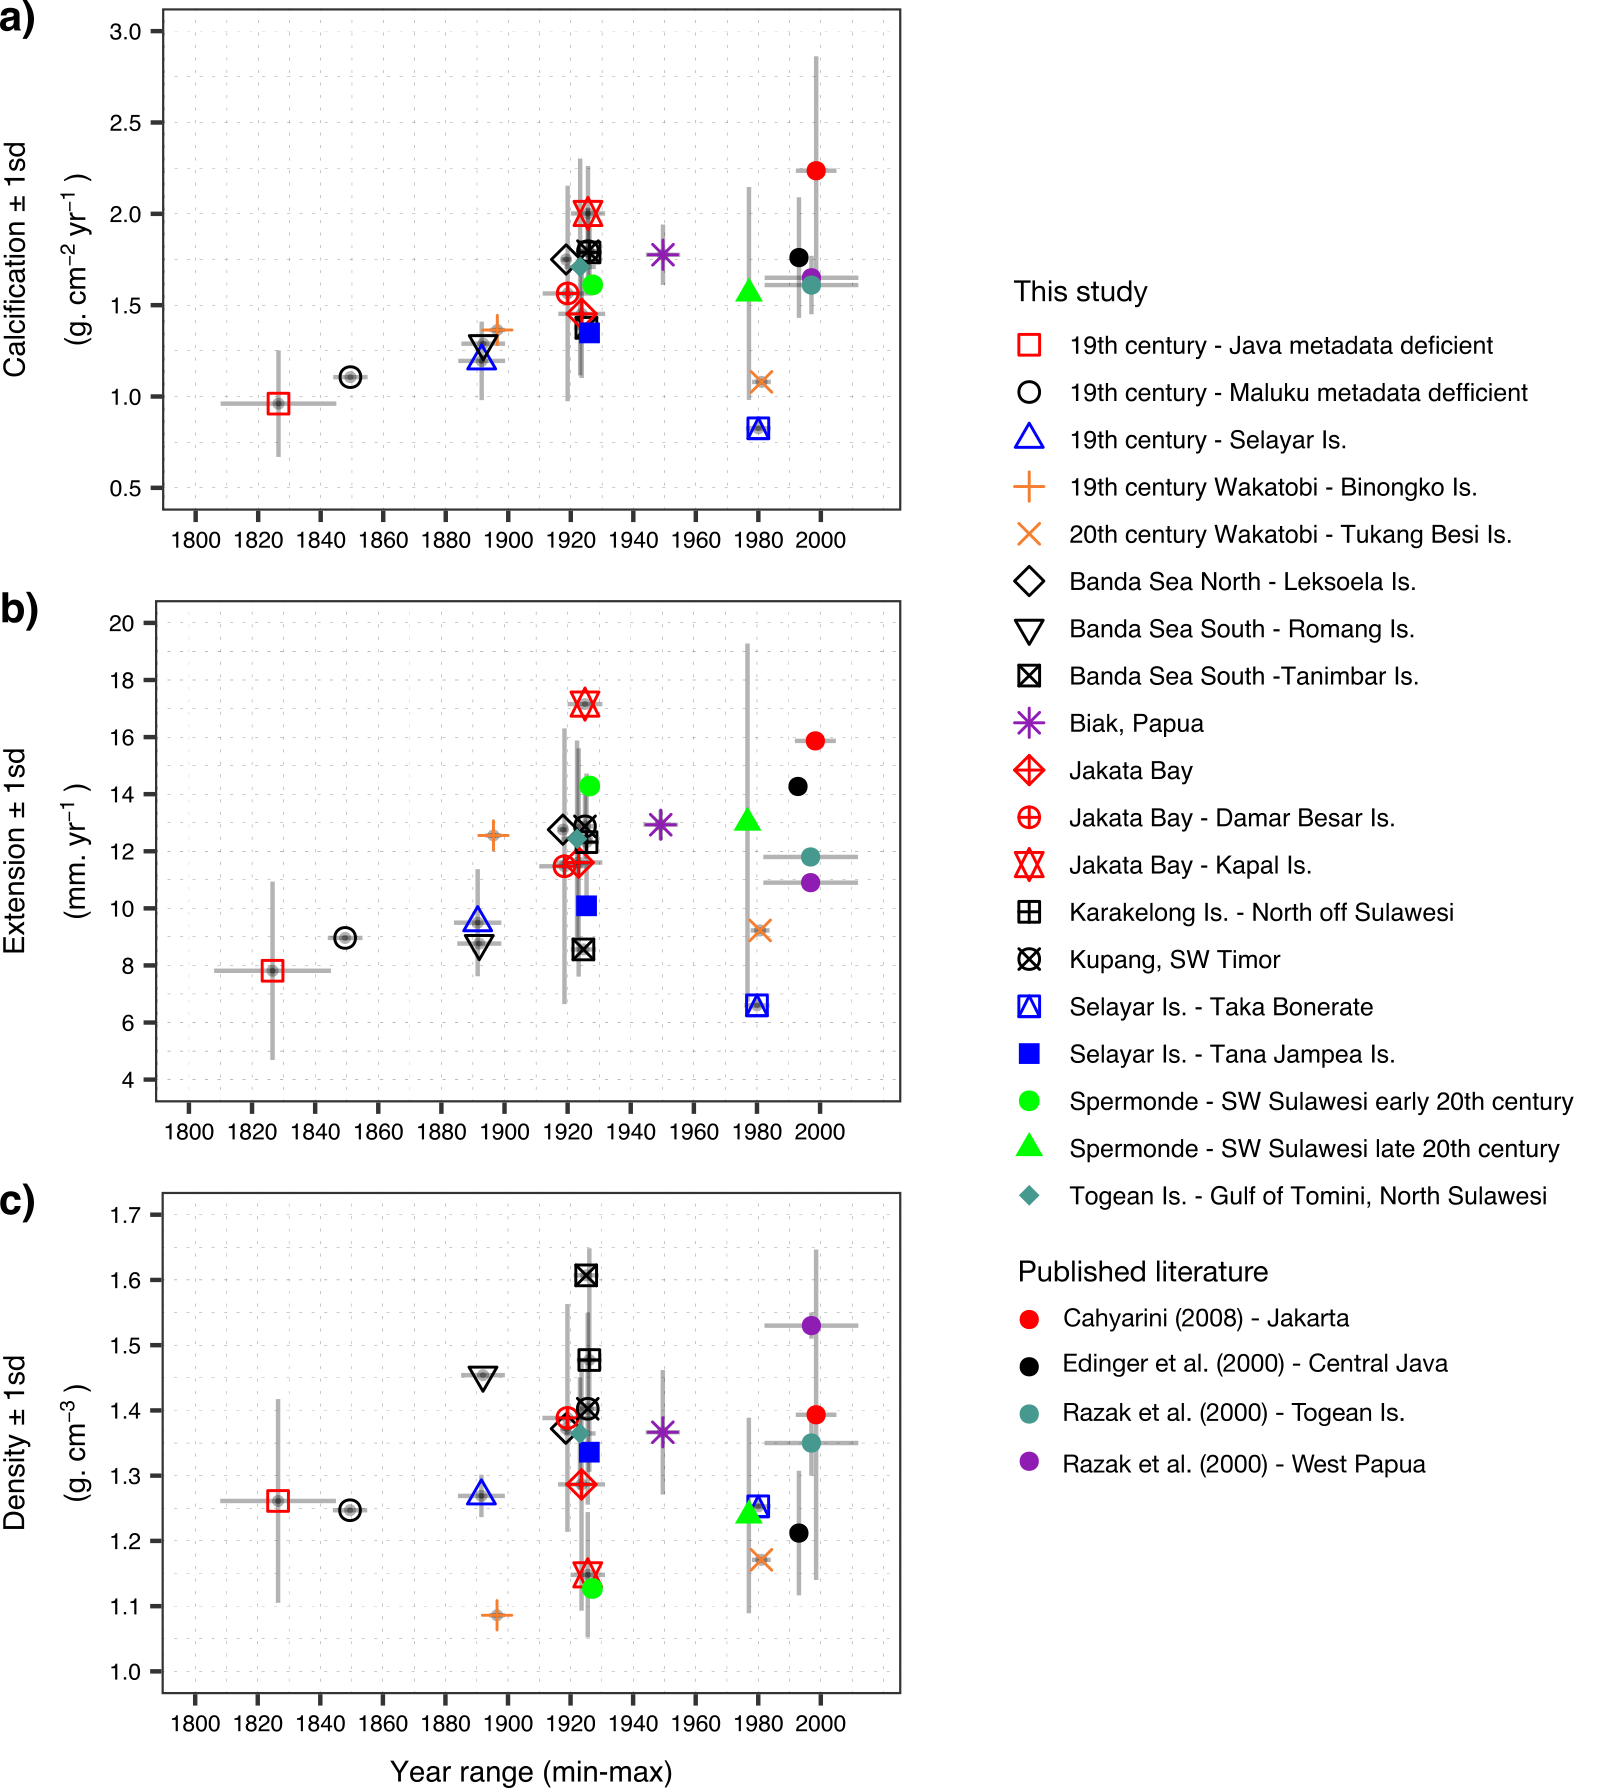 a)
Calcification ± 1sd
(g. cm−2 yr−1 )
3.0
2.5
2.0
1.5
1.0
0.5
1800 1820 1840 1860 1880 1900 1920 1940 1960 1980 2000
b)
Extension ± 1sd
(mm. yr−1 )
20
18
16
14
12
10
8
6
4
1800 1820 1840 1860 1880 1900 1920 1940 1960 1980 2000
c)
Density ± 1sd
(g. cm−3 )
1.7
1.6
1.5
1.4
1.3
1.2
1.1
1.0
1800 1820 1840 1860 1880 1900 1920 1940 1960 1980 2000
Year range (min-max)
This study
19th century - Java metadata deficient
19th century - Maluku metadata defficient
19th century - Selayar Is.
19th century Wakatobi - Binongko Is.
20th century Wakatobi - Tukang Besi Is.
Banda Sea North - Leksoela Is.
Banda Sea South - Romang Is.
Banda Sea South -Tanimbar Is.
Biak, Papua
Jakata Bay
Jakata Bay - Damar Besar Is.
Jakata Bay - Kapal Is.
Karakelong Is. - North off Sulawesi
Kupang, SW Timor
Selayar Is. - Taka Bonerate
Selayar Is. - Tana Jampea Is.
Spermonde - SW Sulawesi early 20th century
Spermonde - SW Sulawesi late 20th century
Togean Is. - Gulf of Tomini, North Sulawesi
Published literature
Cahyarini (2008) - Jakarta
Edinger et al. (2000) - Central Java
Razak et al. (2000) - Togean Is.
Razak et al. (2000) - West Papua